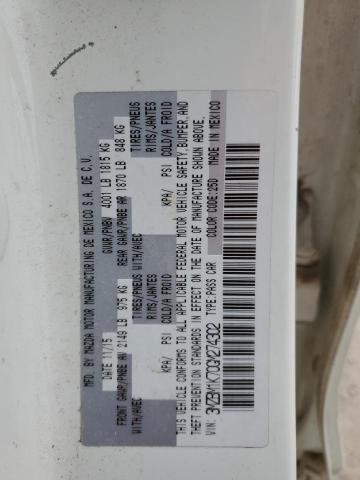 MFD. BY MAZDA MOTOR MANUFACTURING DE MEXICO S.A. DE C.V.
DATE 11/15 GVWR/PNBV 4001 LB 1815 KG
FRONT GAWR/PNBE AV 2149 LB 975 KG REAR GAWR/PNBE AR 1870 LB 848 KG
WITH/AVEC TIRES/PNEUS WITH/AVEC TIRES/PNEUS
RIMS/JANTES RIMS/JANTES
KPA/ PSI COLD/A FROID KPA/ PSI COLD/A FROID
THIS VEHICLE CONFORMS TO ALL APPLICABLE FEDERAL MOTOR VEHICLE SAFETY, BUMPER, AND
THEFT PREVENTION STANDARDS IN EFFECT ON THE DATE OF MANUFACTURE SHOWN ABOVE.
VIN: 3MZBM1K70GM274302 TYPE:PASS CAR COLOR CODE:25D MADE IN MEXICO